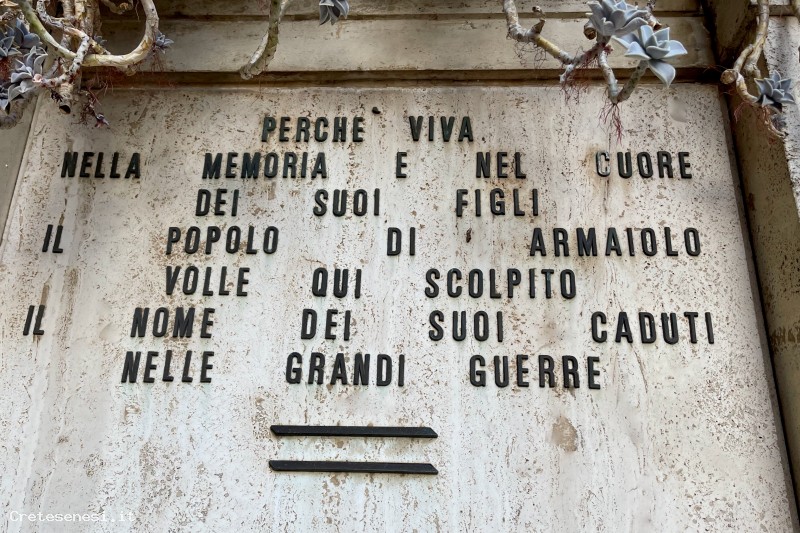 PERCHE VIVA
NELLA MEMORIA E NEL CUORE
DEI SUOI FIGLI
IL POPOLO DI ARMAIOLO
VOLLE QUI SCOLPITO
IL NOME DEI SUOI CADUTI
NELLE GRANDI GUERRE
Cretesenesi.it